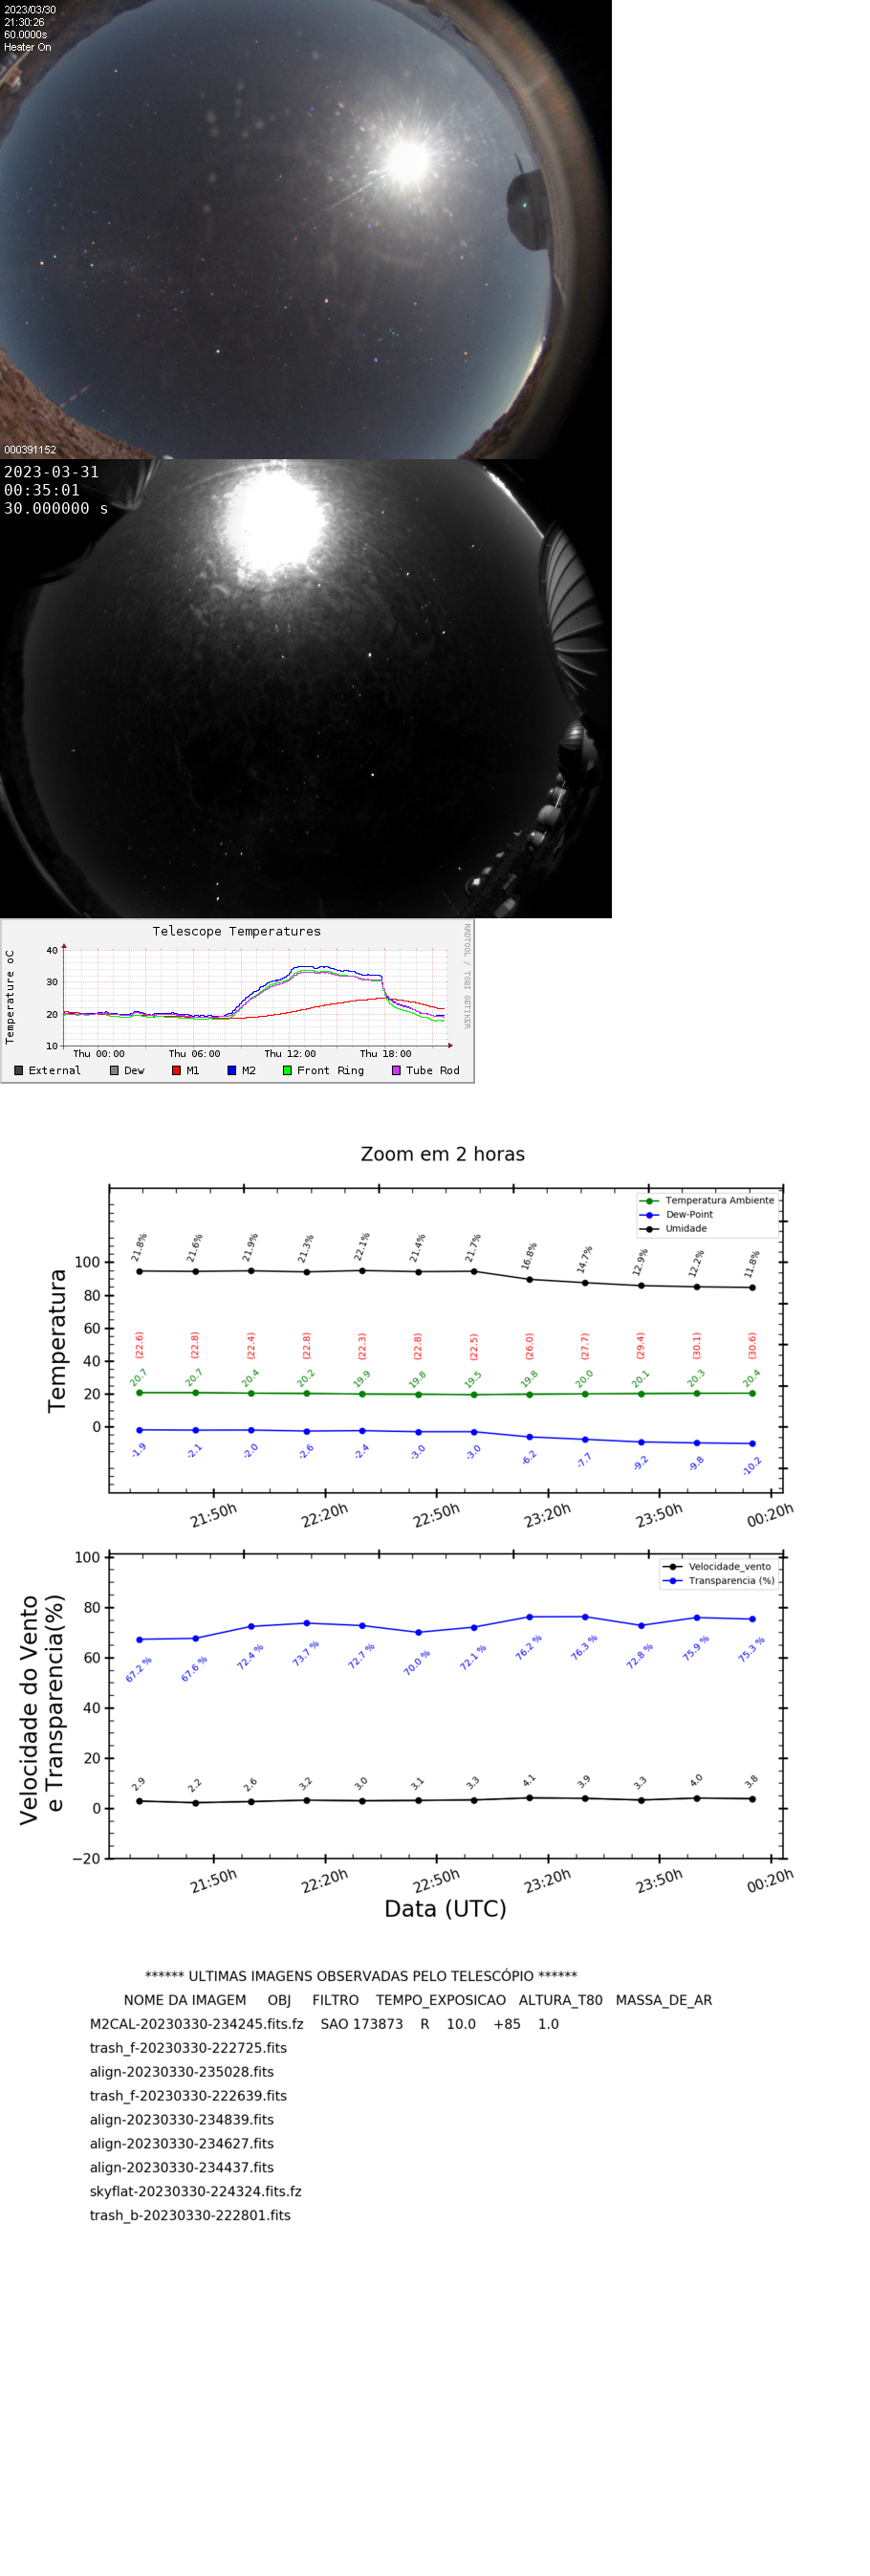 2023/03/30
21:30:26
60.0000s
Heater On
000391152
2023-03-31
00:35:01
30.000000 s
Telescope Temperatures
RRDTOOL / TOBI OETIKER
Temperature oC
40
30
20
10
Thu 00:00 Thu 06:00 Thu 12:00 Thu 18:00
External Dew M1 M2 Front Ring Tube Rod
Zoom em 2 horas
Temperatura Ambiente
Dew-Point
Umidade
Temperatura
100
80
60
40
20
0
21.8% 21.6% 21.9% 21.3% 22.1% 21.4% 21.7% 16.8% 14.7% 12.9% 12.2% 11.8%
(22.6) (22.8) (22.4) (22.8) (22.3) (22.8) (22.5) (26.0) (27.7) (29.4) (30.1) (30.6)
20.7 20.7 20.4 20.2 19.9 19.8 19.5 19.8 20.0 20.1 20.3 20.4
-1.9 -2.1 -2.0 -2.6 -2.4 -3.0 -3.0 -6.2 -7.7 -9.2 -9.8 -10.2
21:50h 22:20h 22:50h 23:20h 23:50h 00:20h
Velocidade_vento
Transparencia (%)
Velocidade do Vento
e Transparencia(%)
100
80
60
40
20
0
−20
67.2 % 67.6 % 72.4 % 73.7 % 72.7 % 70.0 % 72.1 % 76.2 % 76.3 % 72.8 % 75.9 % 75.3 %
2.9 2.2 2.6 3.2 3.0 3.1 3.3 4.1 3.9 3.3 4.0 3.8
21:50h 22:20h 22:50h 23:20h 23:50h 00:20h
Data (UTC)
****** ULTIMAS IMAGENS OBSERVADAS PELO TELESCÓPIO ******
NOME DA IMAGEM OBJ FILTRO TEMPO_EXPOSICAO ALTURA_T80 MASSA_DE_AR
M2CAL-20230330-234245.fits.fz SAO 173873 R 10.0 +85 1.0
trash_f-20230330-222725.fits
align-20230330-235028.fits
trash_f-20230330-222639.fits
align-20230330-234839.fits
align-20230330-234627.fits
align-20230330-234437.fits
skyflat-20230330-224324.fits.fz
trash_b-20230330-222801.fits